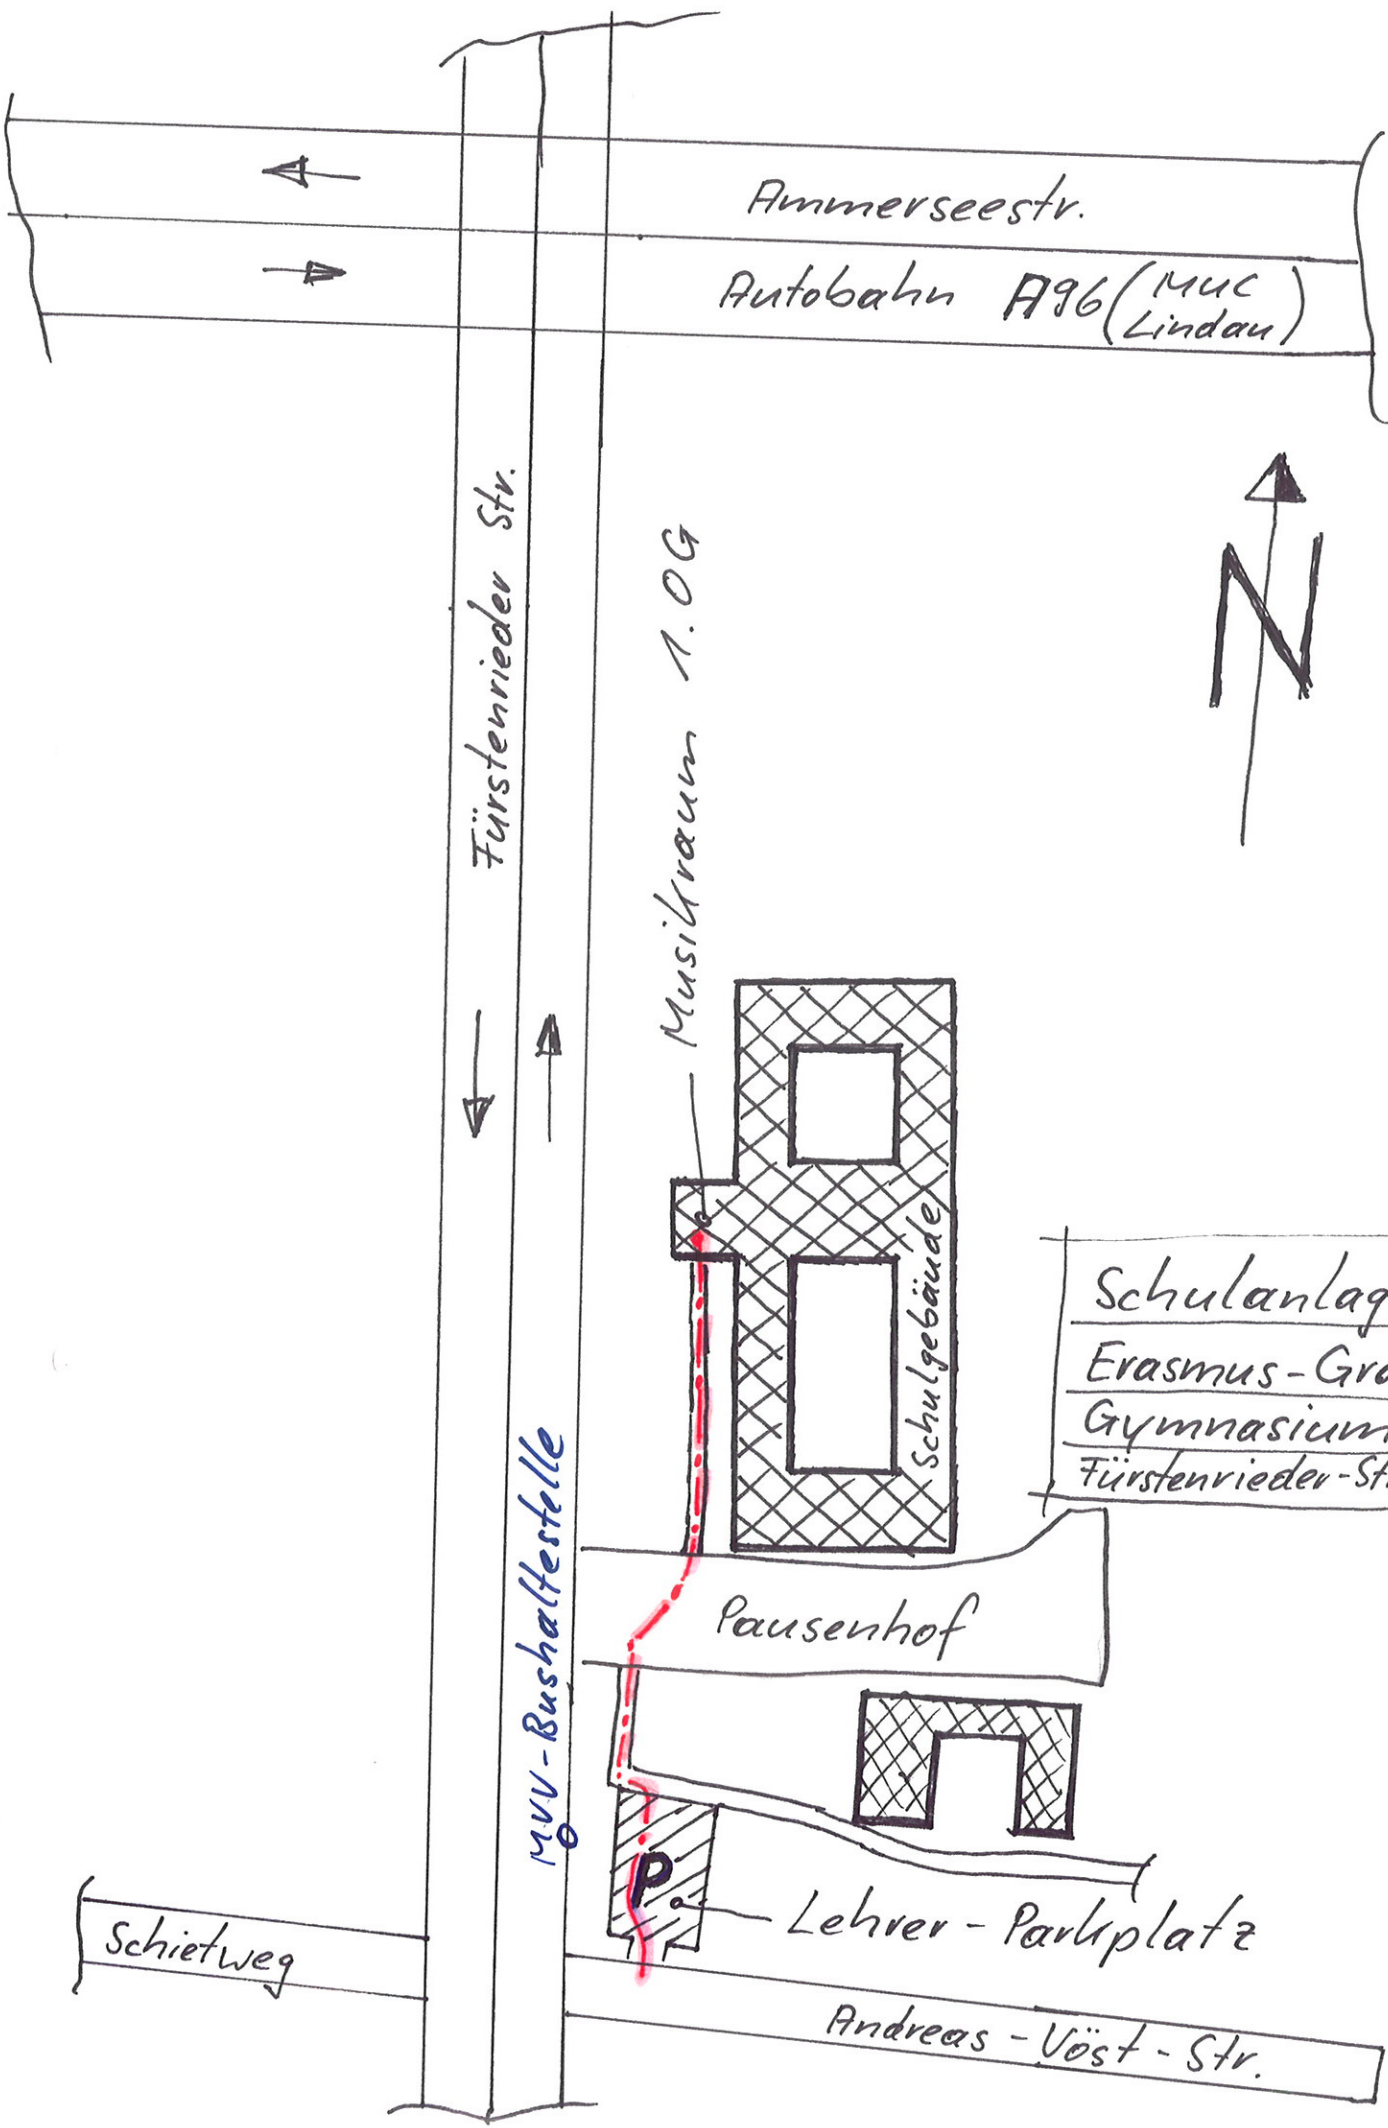 Ammerseestr.
Autobahn A96 (MUC
Lindau)
Fürstenrieder Str.
Musikraum 1.OG
N
Schulgebäude
Schulanlag
Erasmus-Gra
Gymnasium
Fürstenrieder-St
MVV-Bushaltestelle
Pausenhof
P
Lehrer-Parkplatz
Schietweg
Andreas-Vöst-Str.